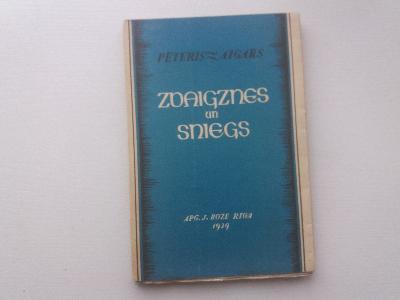 PĒTERIS AIGARS
ZVAIGZNES
un
SNIEGS
APG. J. ROZE RIGA
1939